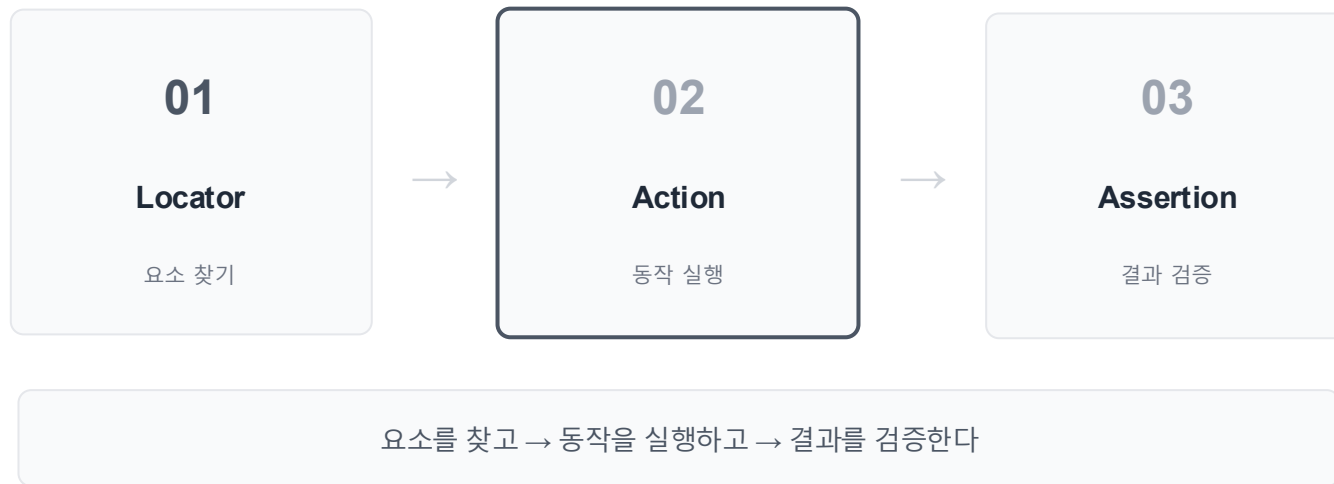 01
Locator
요소 찾기
→
02
Action
동작 실행
→
03
Assertion
결과 검증
요소를 찾고 → 동작을 실행하고 → 결과를 검증한다